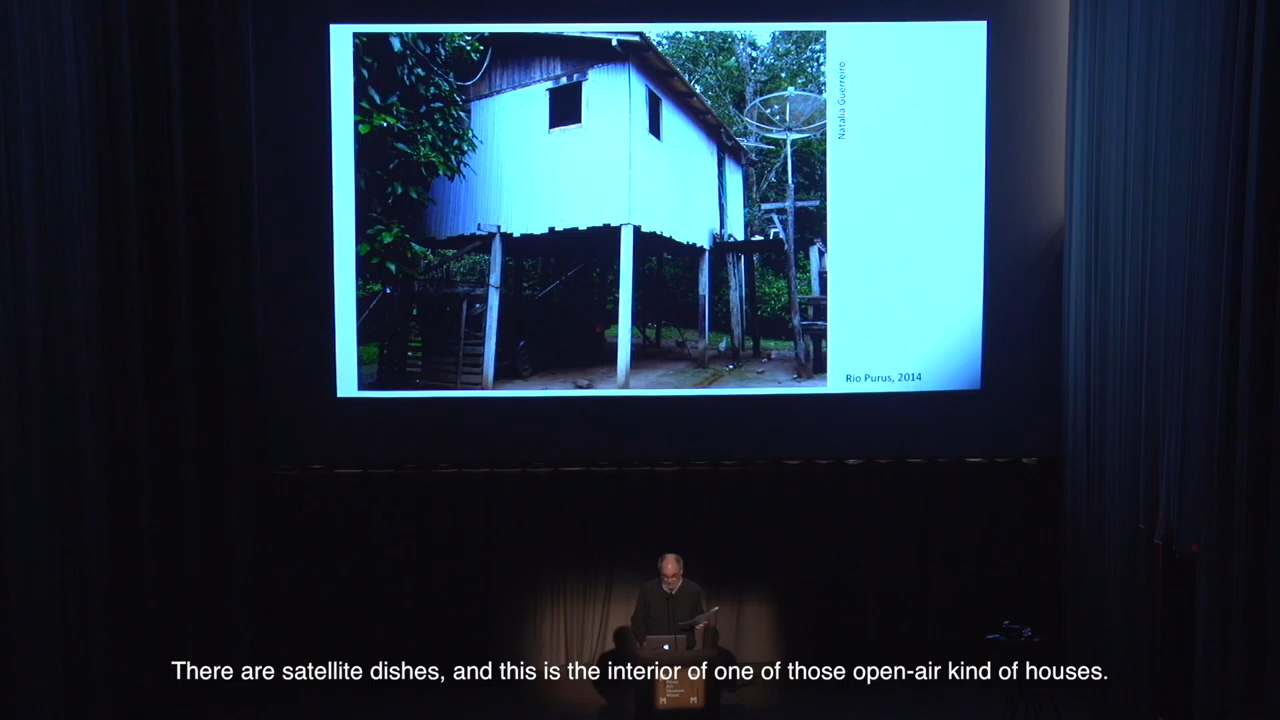 Natalia Guerreiro
Rio Purus, 2014
There are satellite dishes, and this is the interior of one of those open-air kind of houses.